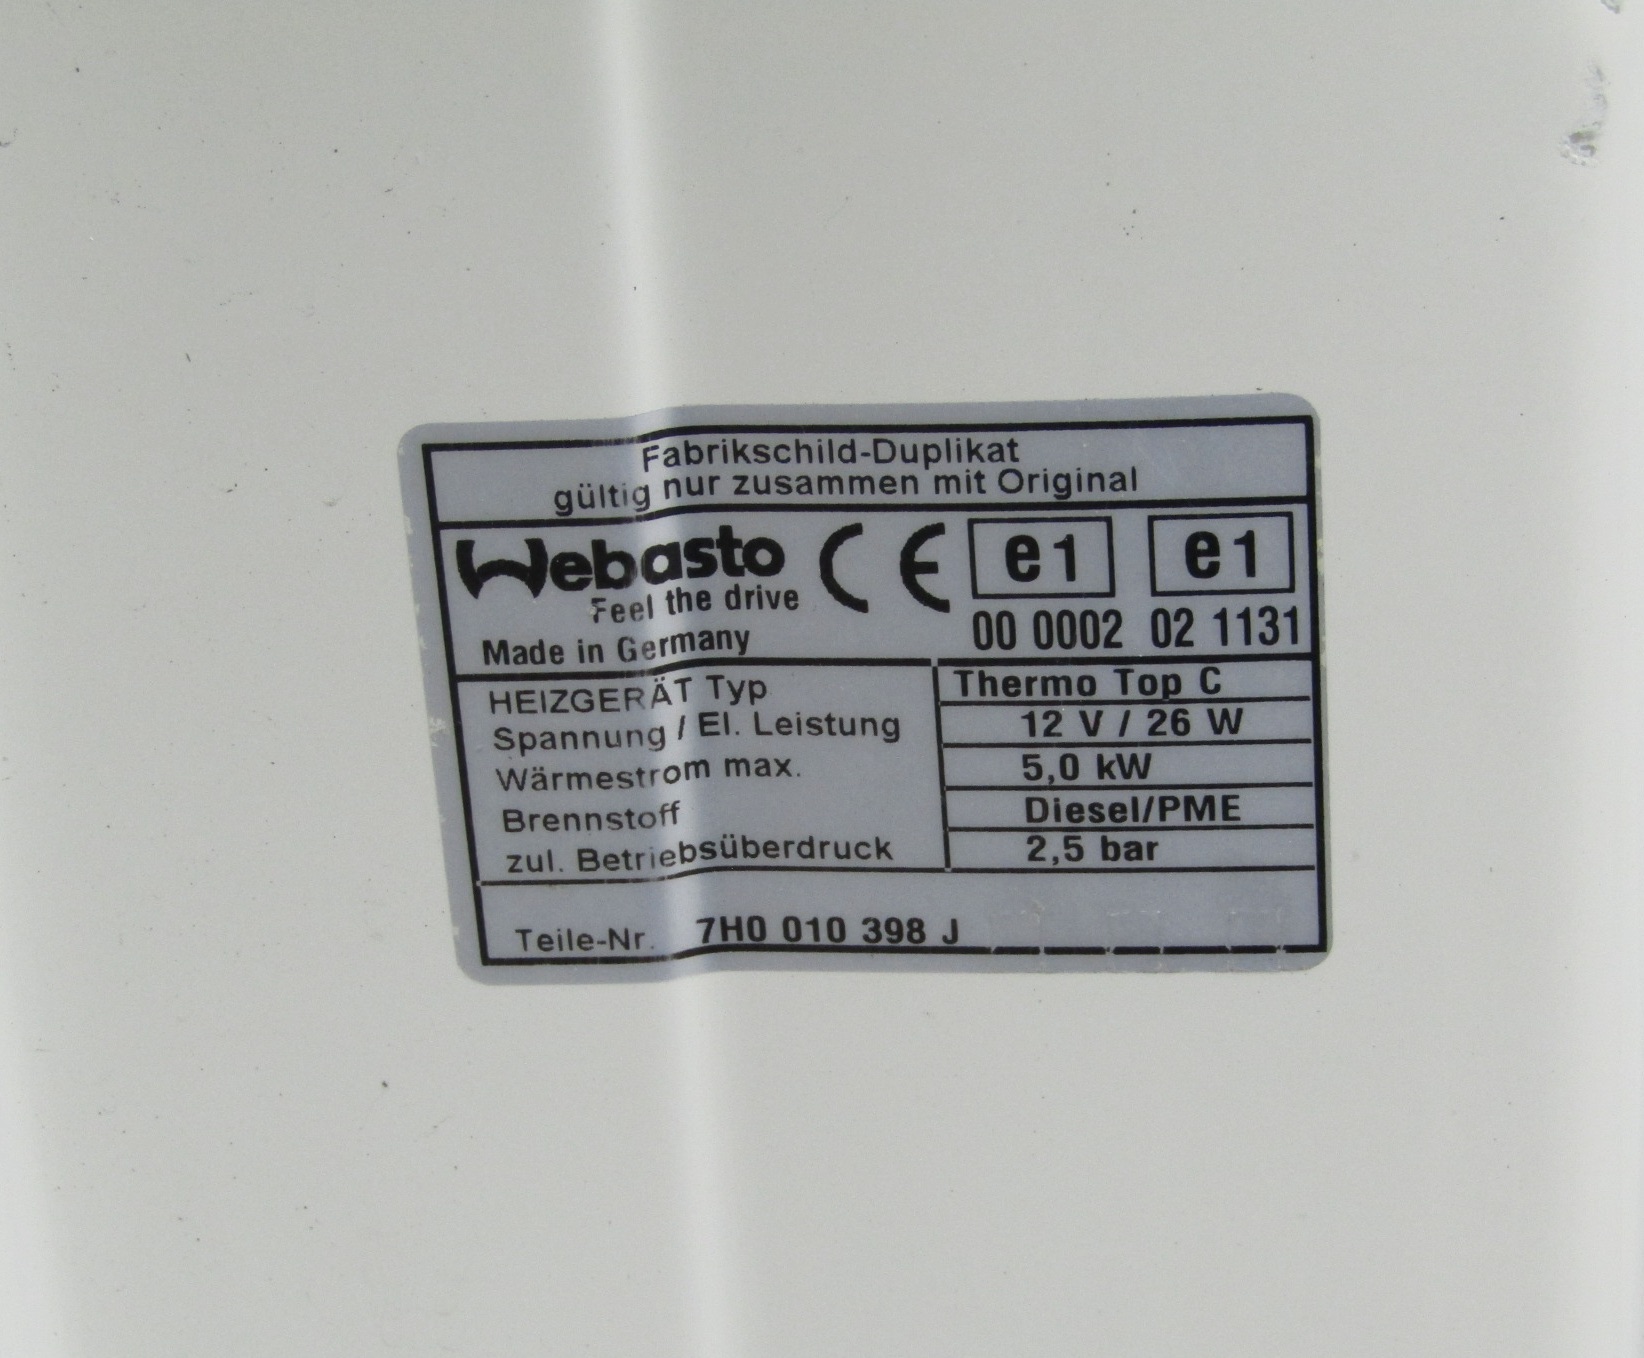 Fabrikschild-Duplikat
gültig nur zusammen mit Original
Webasto CE e1 e1
Feel the drive
Made in Germany 00 0002 02 1131
HEIZGERÄT Typ Thermo Top C
Spannung / El. Leistung 12 V / 26 W
Wärmestrom max. 5,0 kW
Brennstoff Diesel/PME
zul. Betriebsüberdruck 2,5 bar
Teile-Nr. 7H0 010 398 J